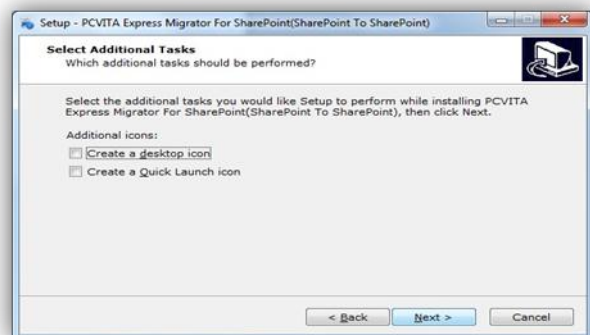 Setup - PCVITA Express Migrator For SharePoint(SharePoint To SharePoint)
Select Additional Tasks
Which additional tasks should be performed?
Select the additional tasks you would like Setup to perform while installing PCVITA
Express Migrator For SharePoint(SharePoint To SharePoint), then click Next.
Additional icons:
Create a desktop icon
Create a Quick Launch icon
< Back Next > Cancel